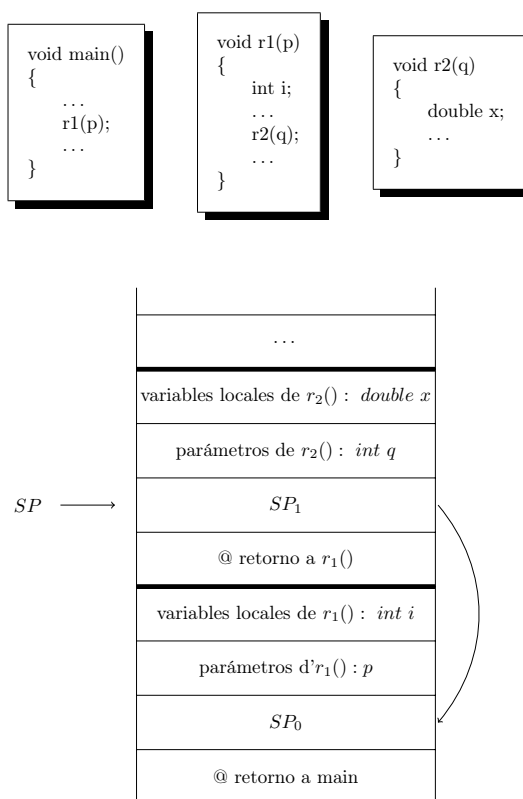 void main()
{
...
r1(p);
...
}
void r1(p)
{
int i;
...
r2(q);
...
}
void r2(q)
{
double x;
...
}
...
variables locales de r₂() : double x
parámetros de r₂() : int q
SP
SP₁
@ retorno a r₁()
variables locales de r₁() : int i
parámetros d'r₁() : p
SP₀
@ retorno a main